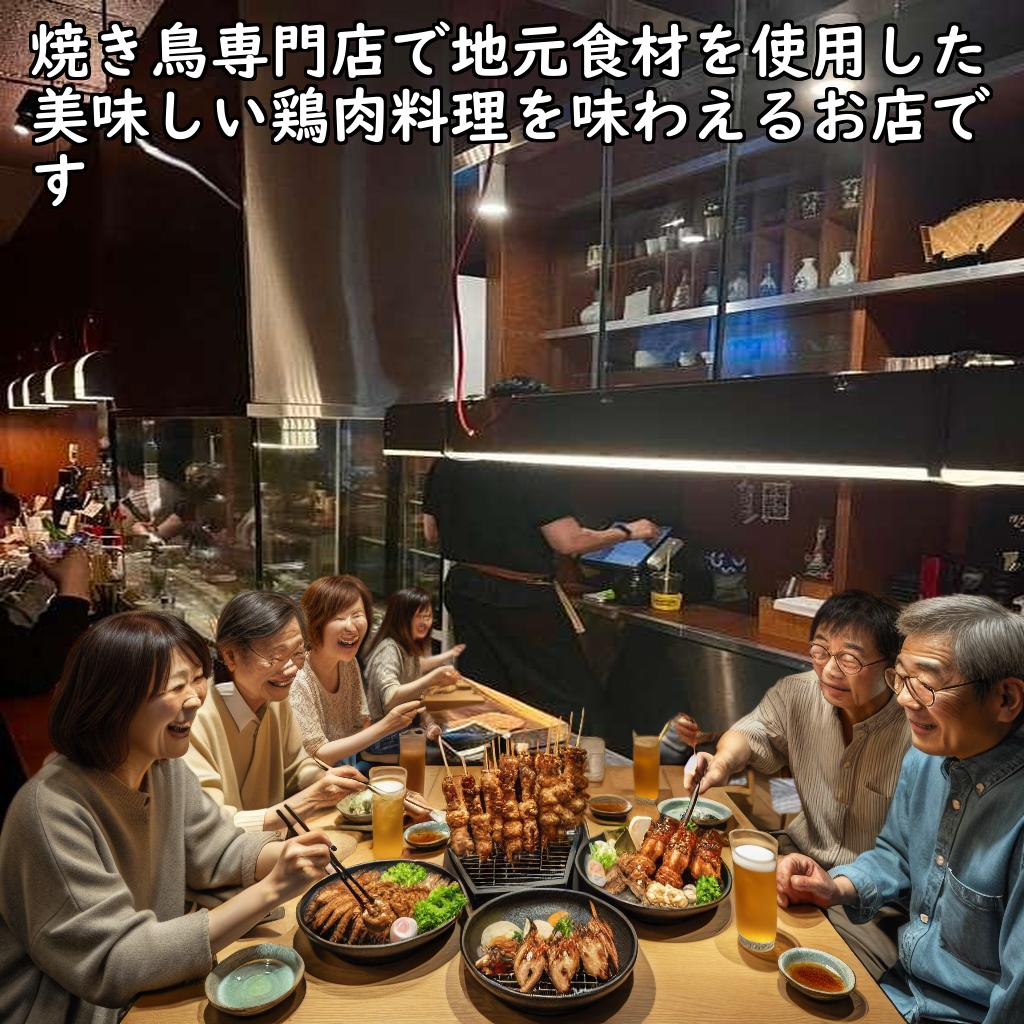 焼き鳥専門店で地元食材を使用した
美味しい鶏肉料理を味わえるお店で
す